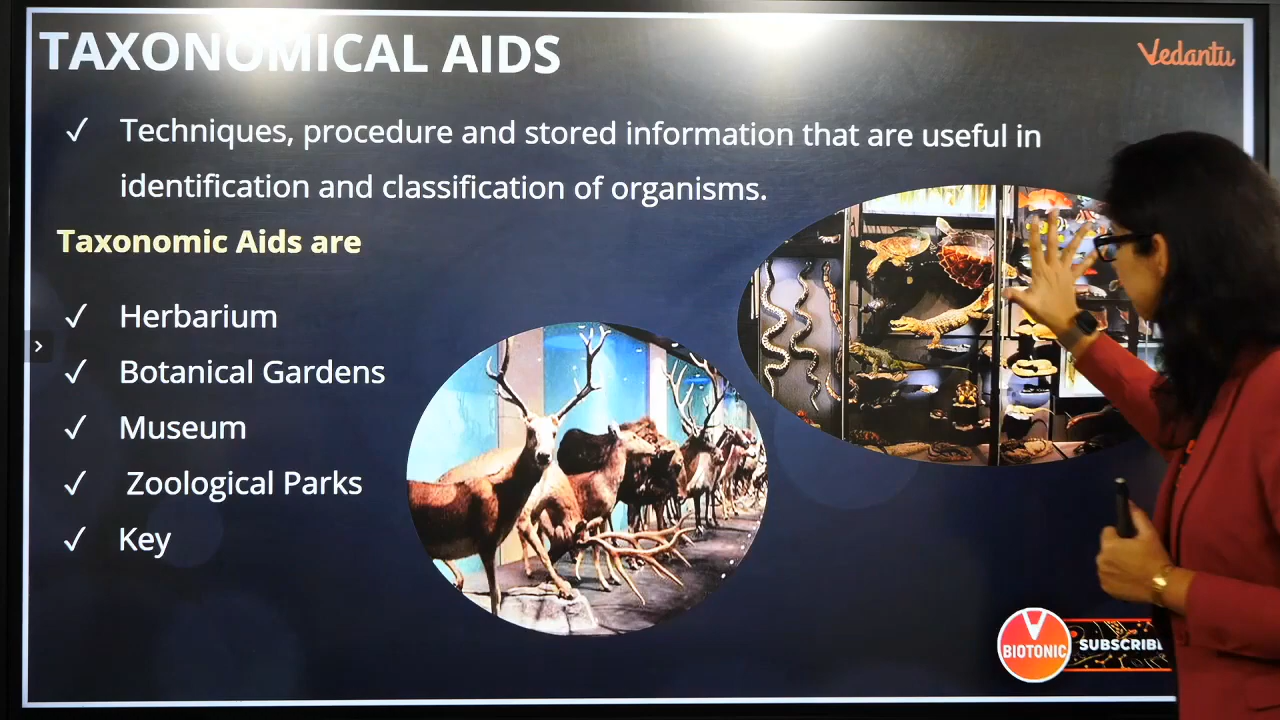 TAXONOMICAL AIDS
Vedantu
✓ Techniques, procedure and stored information that are useful in
identification and classification of organisms.
Taxonomic Aids are
✓ Herbarium
✓ Botanical Gardens
✓ Museum
✓ Zoological Parks
✓ Key
BIOTONIC